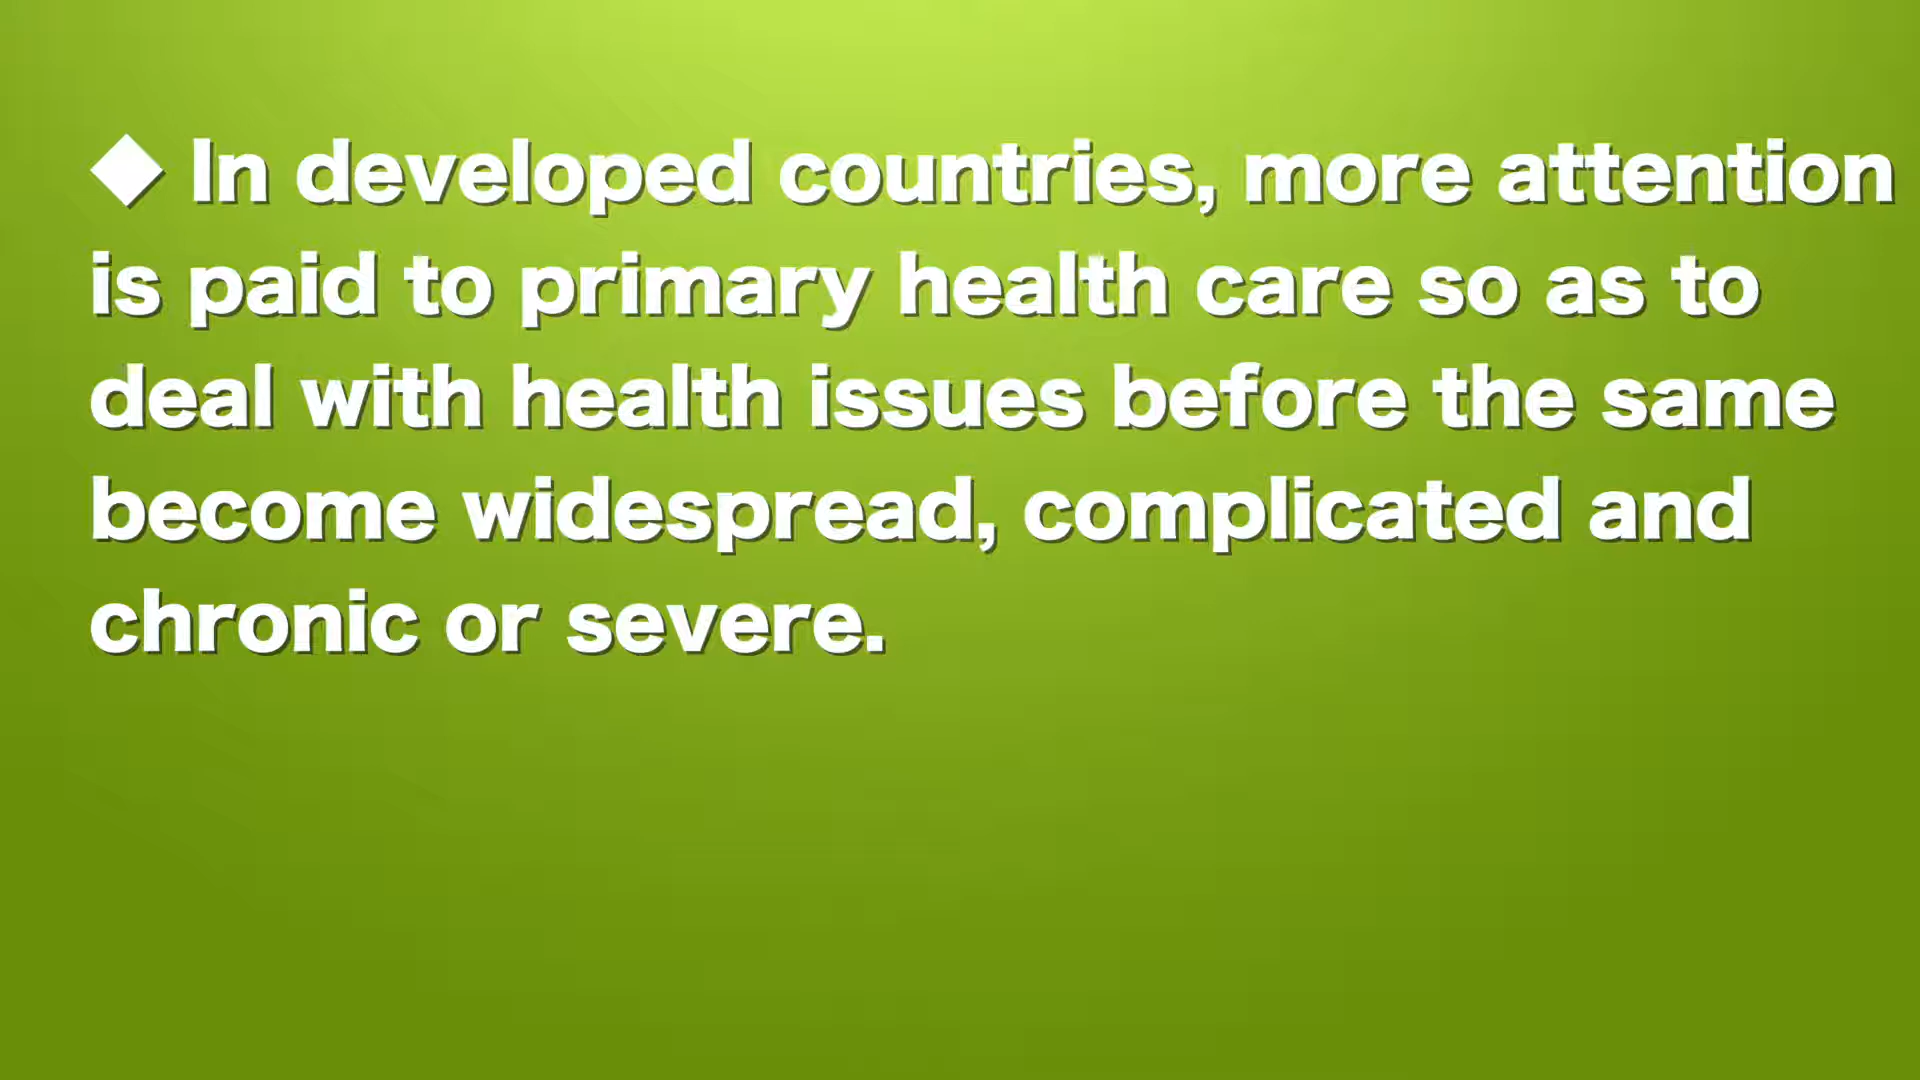 ◆ In developed countries, more attention
is paid to primary health care so as to
deal with health issues before the same
become widespread, complicated and
chronic or severe.